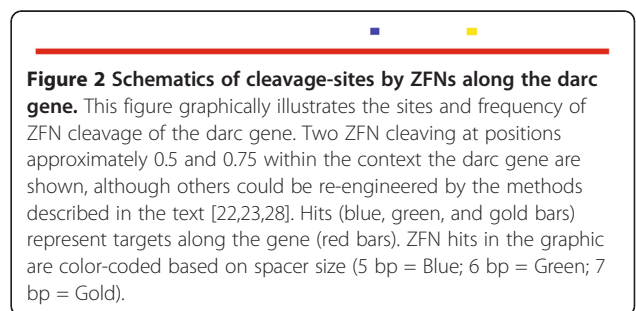 Figure 2 Schematics of cleavage-sites by ZFNs along the darc
gene. This figure graphically illustrates the sites and frequency of
ZFN cleavage of the darc gene. Two ZFN cleaving at positions
approximately 0.5 and 0.75 within the context the darc gene are
shown, although others could be re-engineered by the methods
described in the text [22,23,28]. Hits (blue, green, and gold bars)
represent targets along the gene (red bars). ZFN hits in the graphic
are color-coded based on spacer size (5 bp = Blue; 6 bp = Green; 7
bp = Gold).